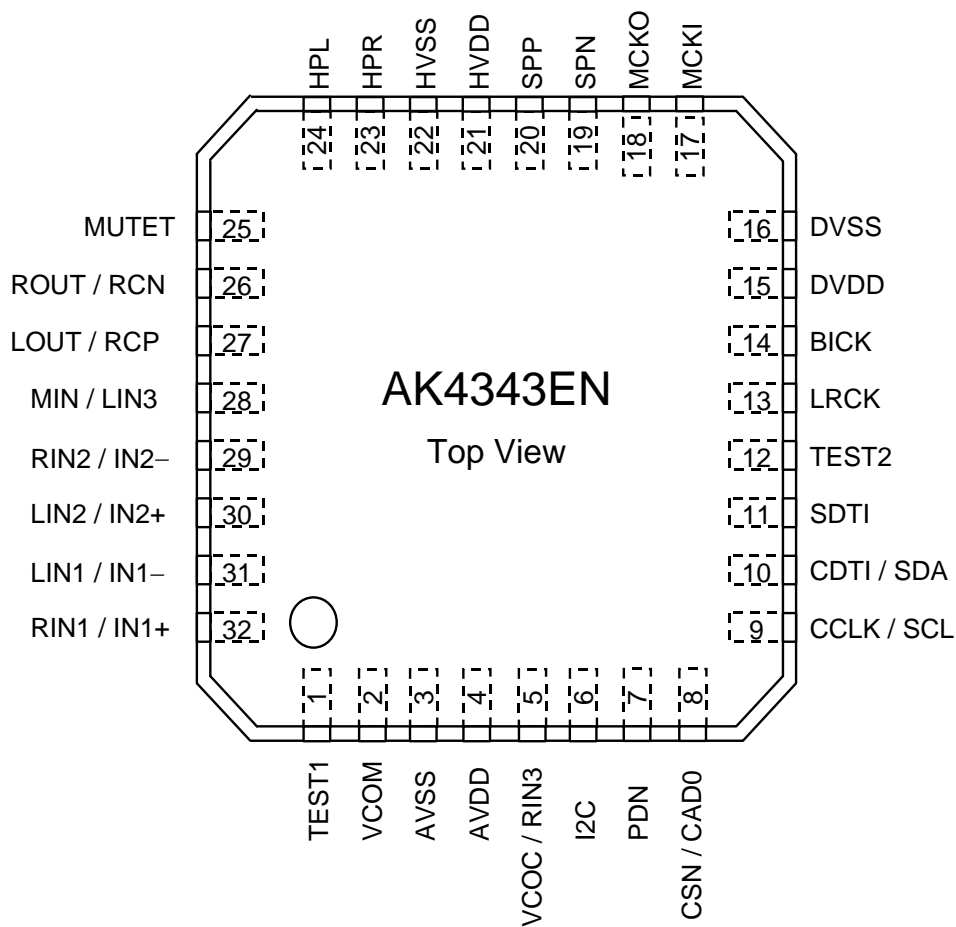 HPL
HPR
HVSS
HVDD
SPP
SPN
MCKO
MCKI
24
23
22
21
20
19
18
17
MUTET 25
ROUT / RCN 26
LOUT / RCP 27
MIN / LIN3 28
RIN2 / IN2− 29
LIN2 / IN2+ 30
LIN1 / IN1− 31
RIN1 / IN1+ 32
AK4343EN
Top View
16 DVSS
15 DVDD
14 BICK
13 LRCK
12 TEST2
11 SDTI
10 CDTI / SDA
9 CCLK / SCL
1
2
3
4
5
6
7
8
TEST1
VCOM
AVSS
AVDD
VCOC / RIN3
I2C
PDN
CSN / CAD0